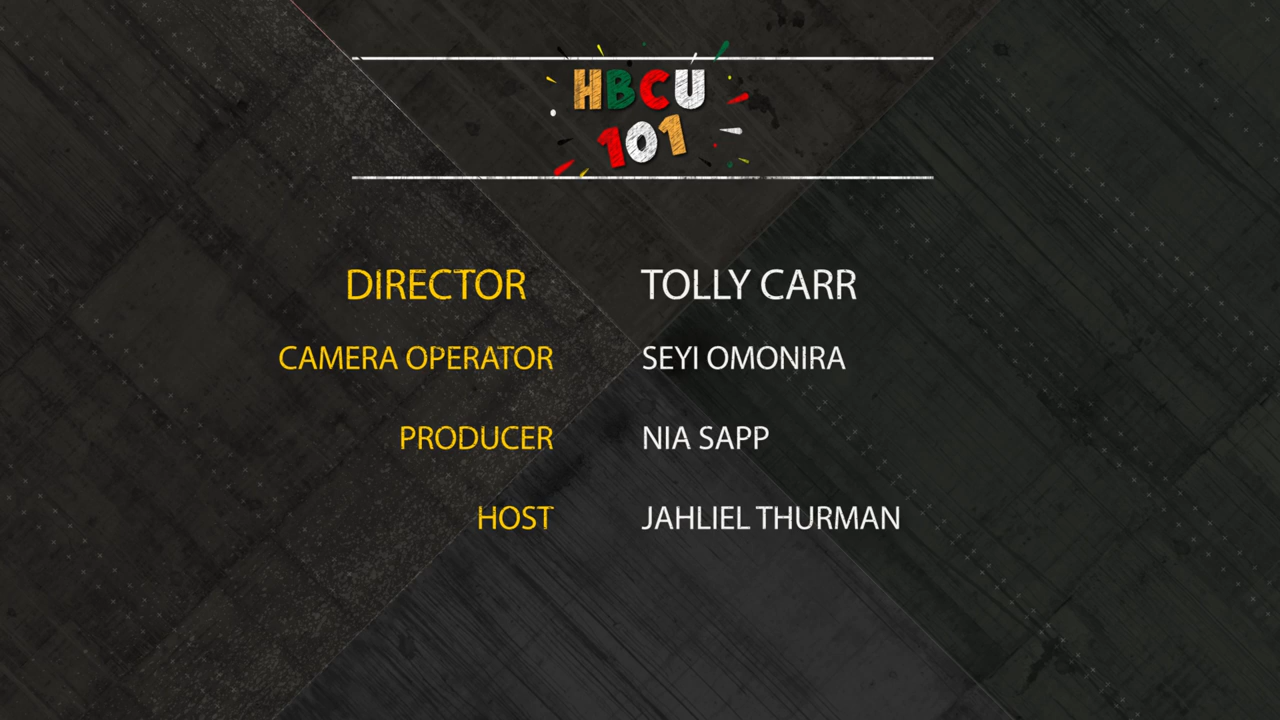 HBCU
101
DIRECTOR TOLLY CARR
CAMERA OPERATOR SEYI OMONIRA
PRODUCER NIA SAPP
HOST JAHLIEL THURMAN